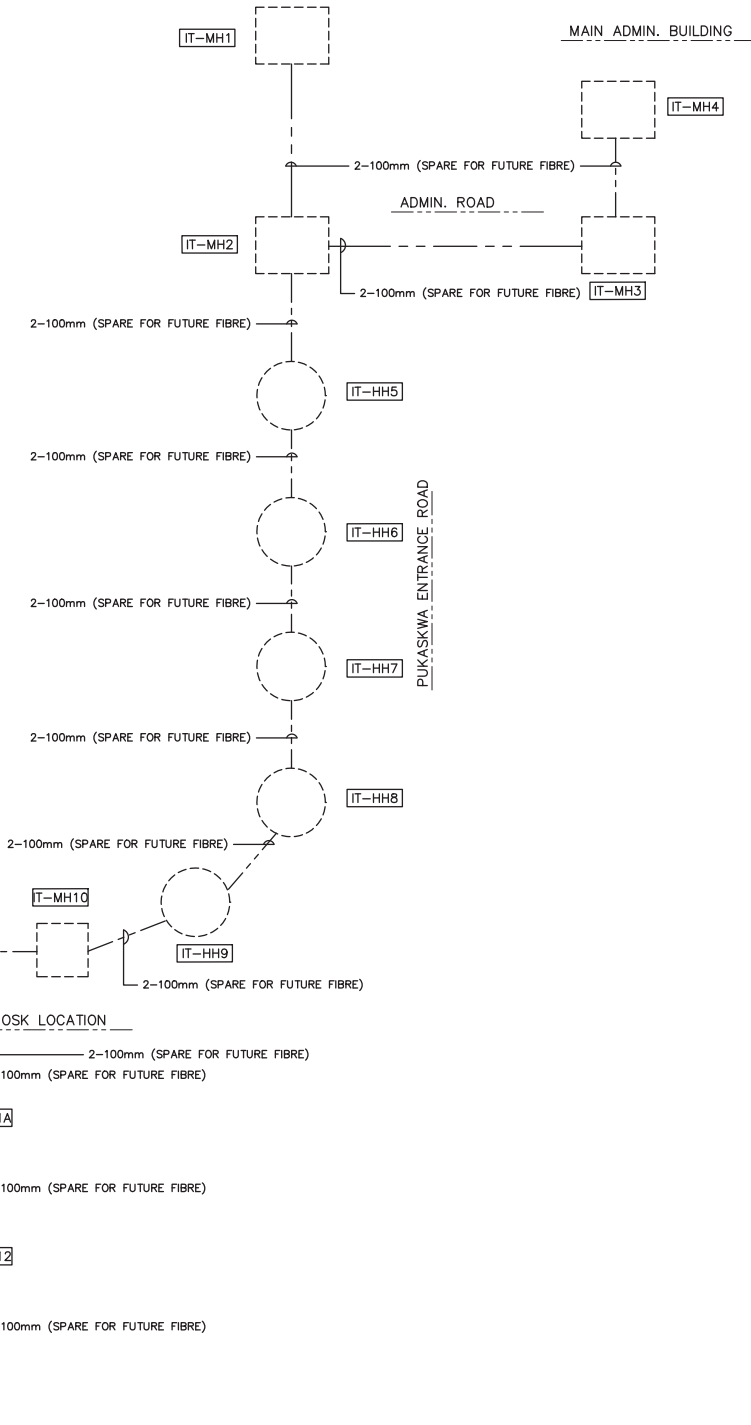 IT-MH1
MAIN ADMIN. BUILDING
IT-MH4
2-100mm (SPARE FOR FUTURE FIBRE)
ADMIN. ROAD
IT-MH2
2-100mm (SPARE FOR FUTURE FIBRE)
IT-MH3
2-100mm (SPARE FOR FUTURE FIBRE)
IT-HH5
2-100mm (SPARE FOR FUTURE FIBRE)
PUKASKWA ENTRANCE ROAD
IT-HH6
2-100mm (SPARE FOR FUTURE FIBRE)
IT-HH7
2-100mm (SPARE FOR FUTURE FIBRE)
IT-HH8
2-100mm (SPARE FOR FUTURE FIBRE)
IT-MH10
IT-HH9
2-100mm (SPARE FOR FUTURE FIBRE)
OSK LOCATION
2-100mm (SPARE FOR FUTURE FIBRE)
100mm (SPARE FOR FUTURE FIBRE)
1A
100mm (SPARE FOR FUTURE FIBRE)
12
100mm (SPARE FOR FUTURE FIBRE)